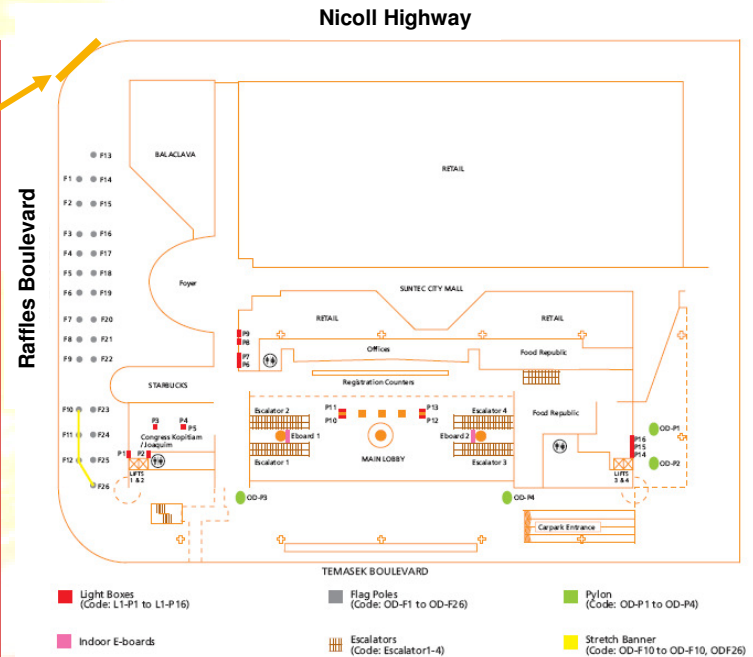 Nicoll Highway
Raffles Boulevard
F13
BALACLAVA
RETAIL
F1 F14
F2 F15
F3 F16
F4 F17
F5 F18
F6 F19
Foyer
SUNTEC CITY MALL
F7 F20
F8 F21
F9 F22
RETAIL
RETAIL
P9
P8
P7
P6
Offices
Food Republic
STARBUCKS
Registration Counters
F10 F23
F11 F24
F12 F25
F26
P3 P4
P5
Congress Kopitiam
/Joaquim
P1 P2
LIFTS
1 & 2
Escalator 2
Eboard 1
Escalator 1
P11
P10
P13
P12
MAIN LOBBY
Escalator 4
Eboard 2
Escalator 3
Food Republic
P16
P15
P14
LIFTS
3 & 4
OD-P1
OD-P2
OD-P3
OD-P4
Carpark Entrance
TEMASEK BOULEVARD
Light Boxes
(Code: L1-P1 to L1-P16)
Flag Poles
(Code: OD-F1 to OD-F26)
Pylon
(Code: OD-P1 to OD-P4)
Indoor E-boards
Escalators
(Code: Escalator1-4)
Stretch Banner
(Code: OD-F10 to OD-F10, ODF26)